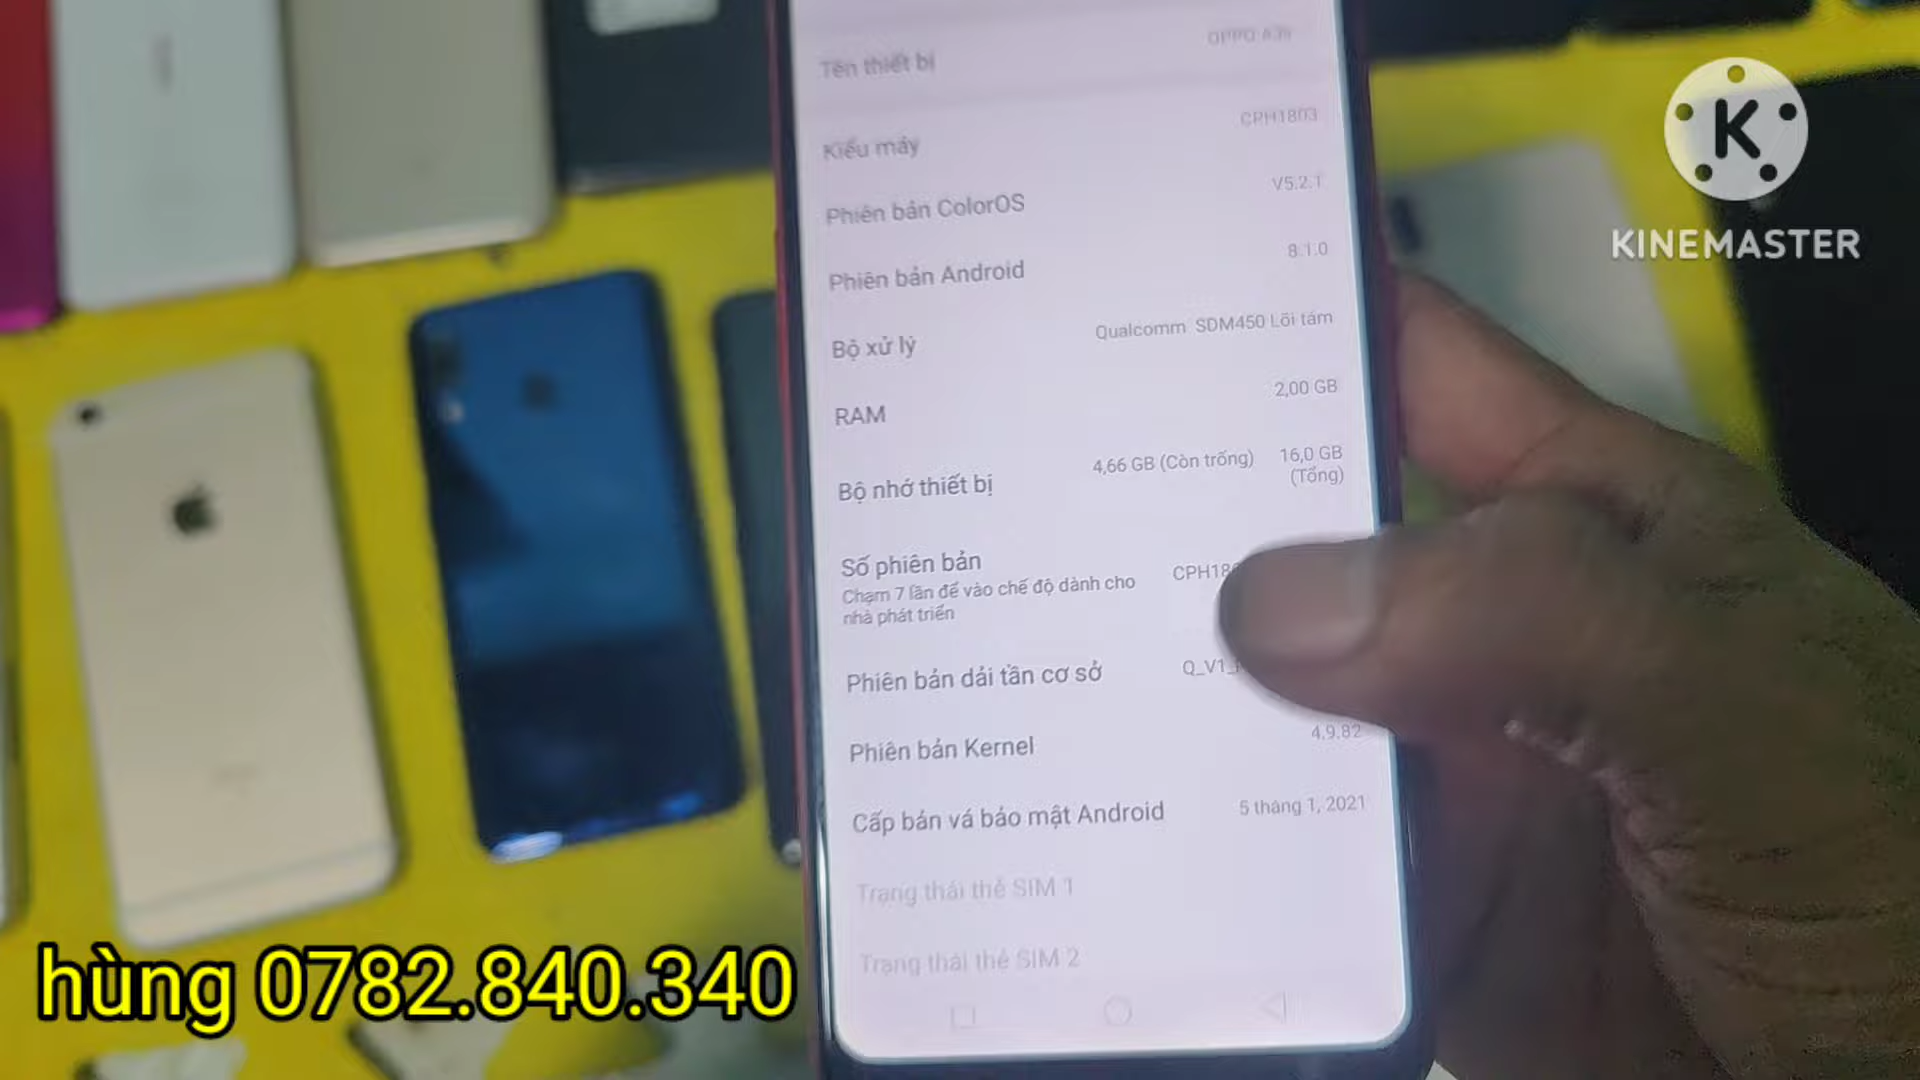 Tên thiết bị
OPPO A3s
Kiểu máy
CPH1803
Phiên bản ColorOS
V5.2.1
Phiên bản Android
8.1.0
Bộ xử lý
Qualcomm SDM450 Lõi tám
RAM
2,00 GB
Bộ nhớ thiết bị
4,66 GB (Còn trống)
16,0 GB
(Tổng)
Số phiên bản
Chạm 7 lần để vào chế độ dành cho
nhà phát triển
CPH18
Phiên bản dải tần cơ sở
Q_V1_
Phiên bản Kernel
4.9.82
Cấp bản vá bảo mật Android
5 tháng 1, 2021
Trạng thái thẻ SIM 1
Trạng thái thẻ SIM 2
K
KINEMASTER
hùng 0782.840.340